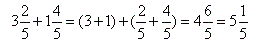 3 2/5 + 1 4/5 = (3+1) + (2/5 + 4/5) = 4 6/5 = 5 1/5